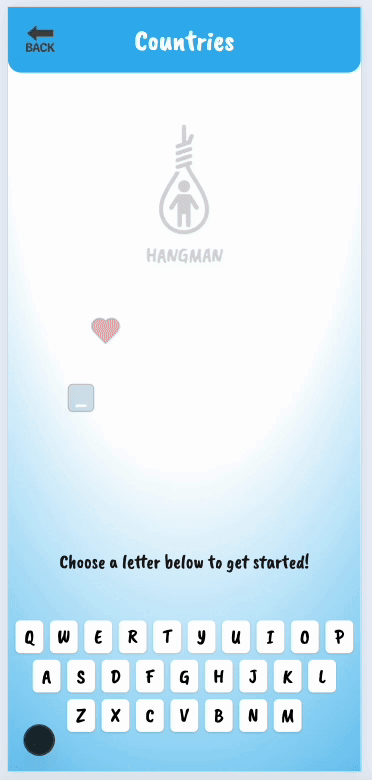 Countries
BACK
HANGMAN
_
Choose a letter below to get started!
Q W E R T Y U I O P
A S D F G H J K L
Z X C V B N M